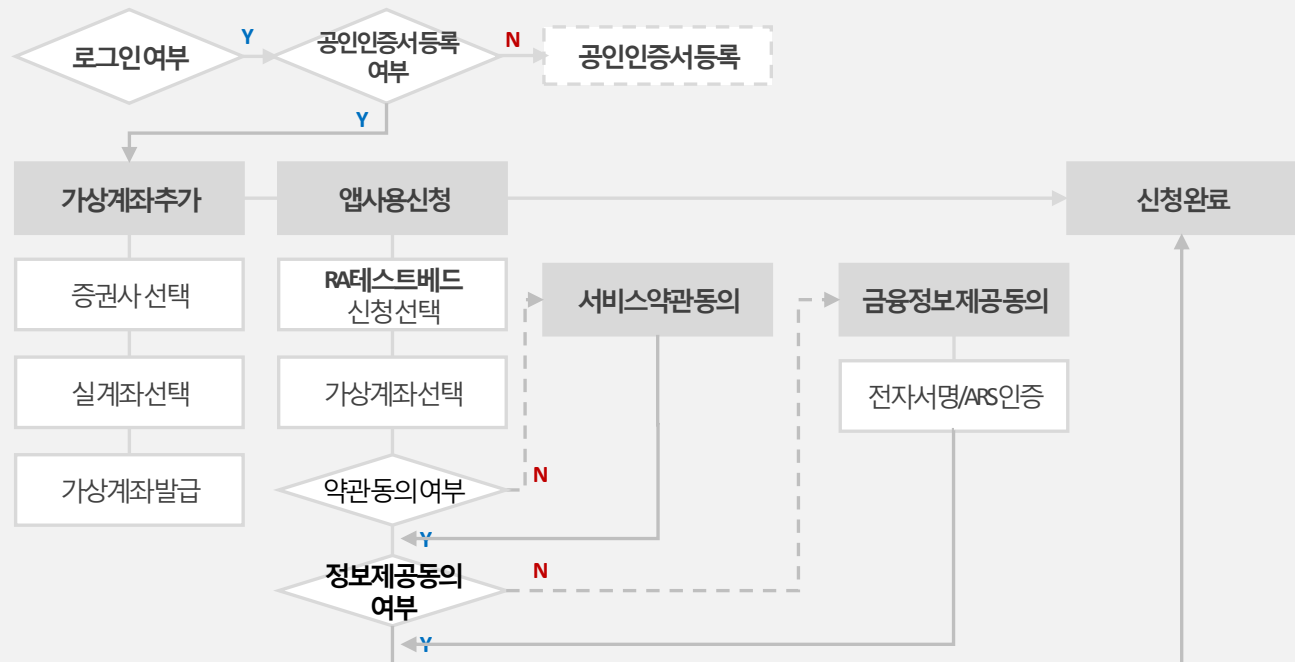 로그인 여부
Y
공인인증서 등록
여부
N
공인인증서 등록
Y
가상계좌 추가
앱사용신청
신청 완료
증권사 선택
실계좌 선택
가상계좌 발급
RA테스트베드
신청 선택
가상계좌 선택
약관 동의 여부
N
서비스 약관 동의
Y
정보제공 동의
여부
N
금융정보 제공 동의
전자서명/ARS 인증
Y